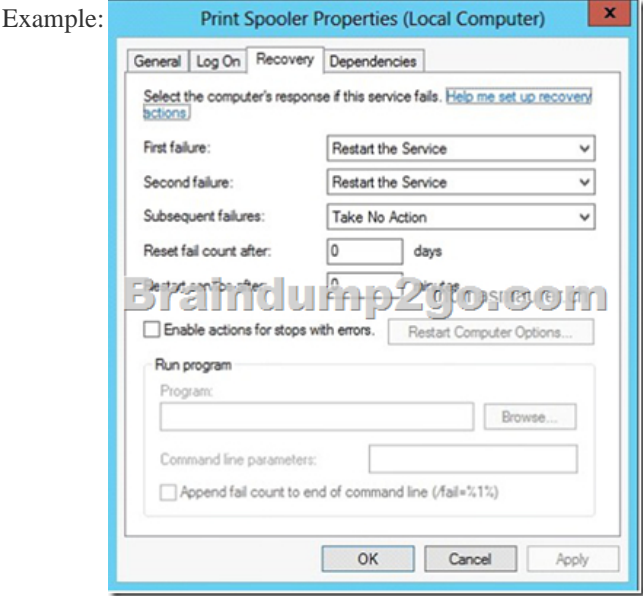 Example:
Print Spooler Properties (Local Computer)
x
General Log On Recovery Dependencies
Select the computer's response if this service fails. Help me set up recovery
actions.
First failure: Restart the Service
Second failure: Restart the Service
Subsequent failures: Take No Action
Reset fail count after: 0 days
Restart service after: 0 minutes
Braindump2go.com
Enable actions for stops with errors. Restart Computer Options...
Run program
Program:
Browse...
Command line parameters:
Append fail count to end of command line (/fail=%1%)
OK Cancel Apply